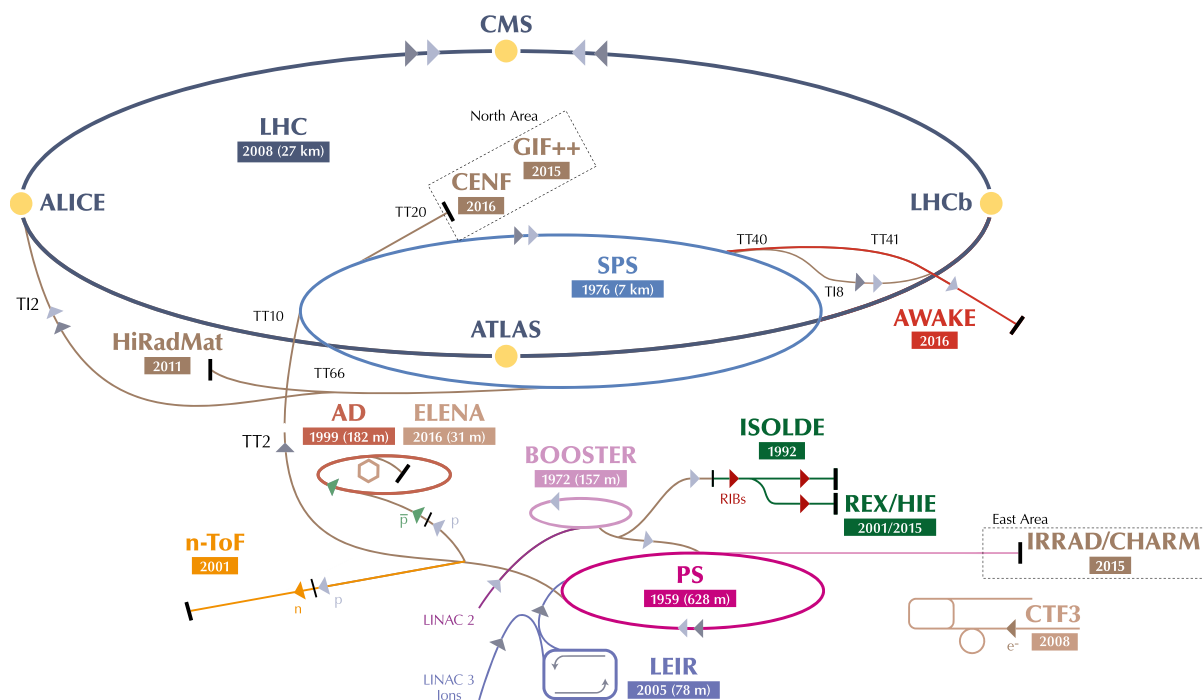 CMS
North Area
LHC
2008 (27 km)
GIF++
2015
CENF
2016
ALICE
LHCb
TT20
TT40
TT41
SPS
1976 (7 km)
TI2
TI8
TT10
ATLAS
AWAKE
2016
HiRadMat
2011
TT66
AD
1999 (182 m)
ELENA
2016 (31 m)
TT2
BOOSTER
1972 (157 m)
ISOLDE
1992
RIBs
REX/HIE
2001/2015
p̅
p
East Area
IRRAD/CHARM
2015
n-ToF
2001
n
p
PS
1959 (628 m)
LINAC 2
CTF3
2008
e-
LINAC 3
Ions
LEIR
2005 (78 m)